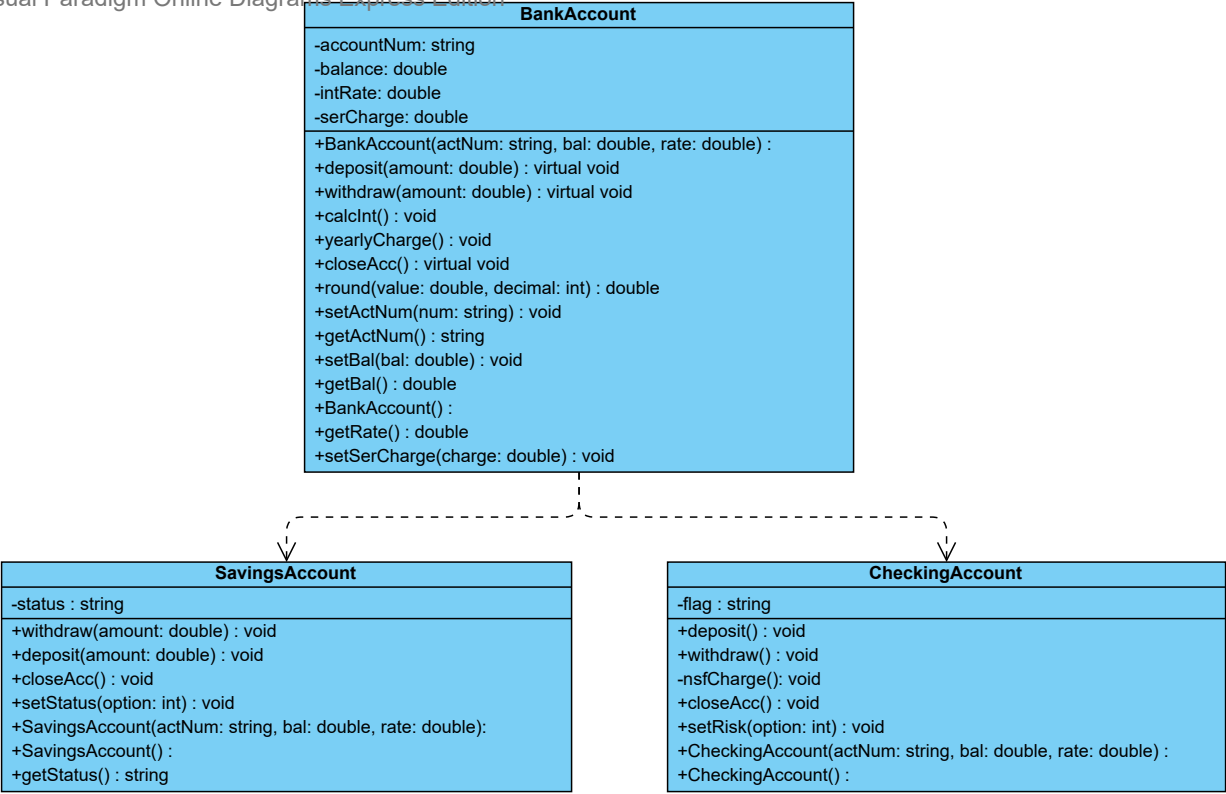 Paradigm Online Diagrams Express Edition
BankAccount
-accountNum: string
-balance: double
-intRate: double
-serCharge: double
+BankAccount(actNum: string, bal: double, rate: double) :
+deposit(amount: double) : virtual void
+withdraw(amount: double) : virtual void
+calcInt() : void
+yearlyCharge() : void
+closeAcc() : virtual void
+round(value: double, decimal: int) : double
+setActNum(num: string) : void
+getActNum() : string
+setBal(bal: double) : void
+getBal() : double
+BankAccount() :
+getRate() : double
+setSerCharge(charge: double) : void
SavingsAccount
-status : string
+withdraw(amount: double) : void
+deposit(amount: double) : void
+closeAcc() : void
+setStatus(option: int) : void
+SavingsAccount(actNum: string, bal: double, rate: double):
+SavingsAccount() :
+getStatus() : string
CheckingAccount
-flag : string
+deposit() : void
+withdraw() : void
-nsfCharge(): void
+closeAcc() : void
+setRisk(option: int) : void
+CheckingAccount(actNum: string, bal: double, rate: double) :
+CheckingAccount() :